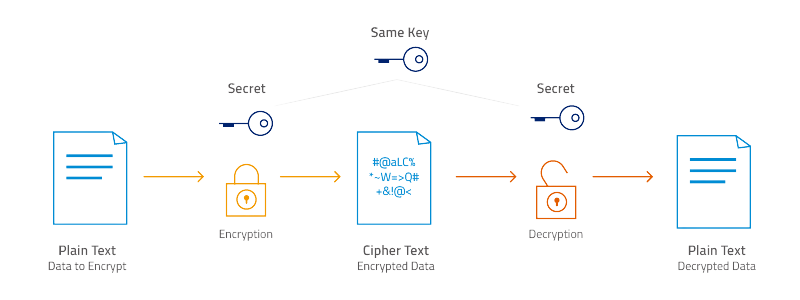 Same Key
Secret
Secret
#@aLC%
*~W=>Q#
+&!@<
Encryption
Decryption
Plain Text
Data to Encrypt
Cipher Text
Encrypted Data
Plain Text
Decrypted Data